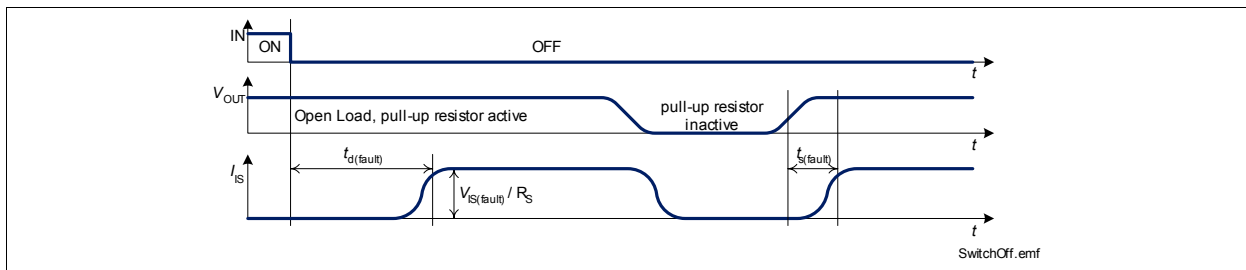 IN
ON
OFF
t
VOUT
Open Load, pull-up resistor active
pull-up resistor
inactive
t
IIS
td(fault)
VIS(fault) / RS
ts(fault)
t
SwitchOff.emf